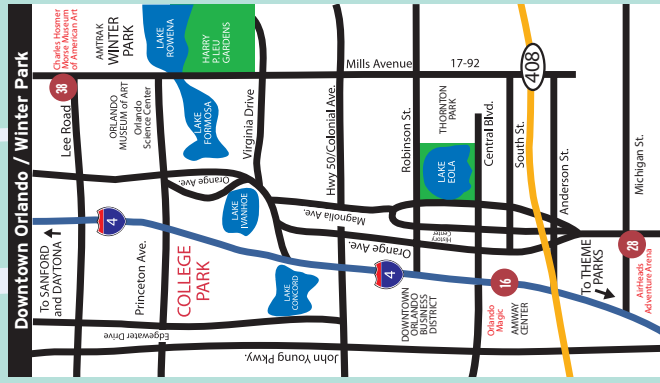 Downtown Orlando / Winter Park
38
Charles Hosmer
Morse Museum
of American Art
AMTRAK
WINTER
PARK
LAKE
ROWENA
HARRY
P. LEU
GARDENS
Mills Avenue
17-92
408
Lee Road
ORLANDO
MUSEUM of ART
Orlando
Science Center
LAKE
FORMOSA
Virginia Drive
Hwy 50/Colonial Ave.
Robinson St.
THORNTON
PARK
Central Blvd.
South St.
Anderson St.
Michigan St.
LAKE
EOLA
Orange Ave.
LAKE
IVANHOE
Magnolia Ave.
History
Center
Orange Ave.
4
4
To SANFORD
and DAYTONA
Princeton Ave.
COLLEGE
PARK
LAKE
CONCORD
Edgewater Drive
John Young Pkwy.
DOWNTOWN
ORLANDO
BUSINESS
DISTRICT
16
Orlando
Magic
AMWAY
CENTER
To THEME
PARKS
28
AirHeads
Adventure Arena